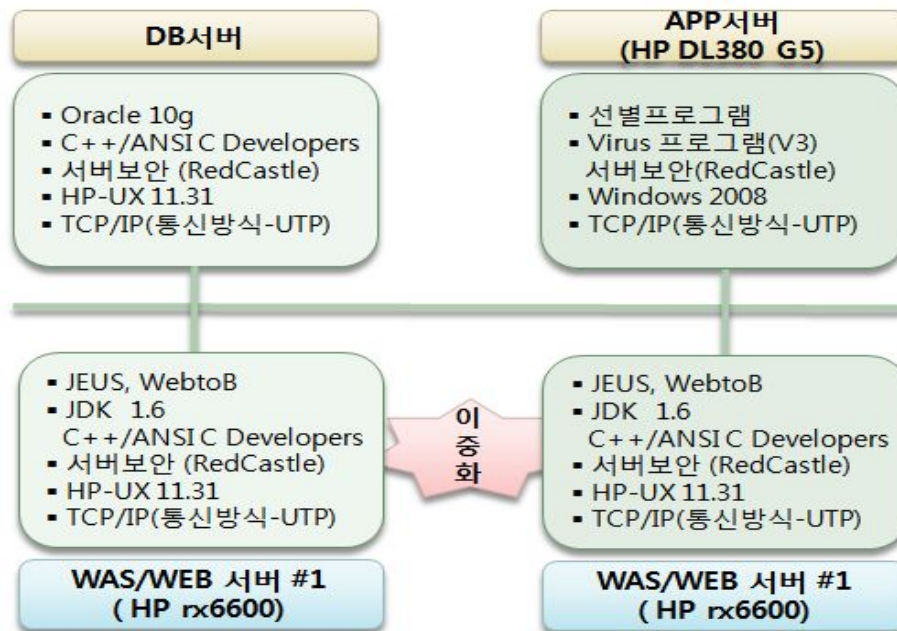 DB서버
▪ Oracle 10g
▪ C++/ANSI C Developers
▪ 서버보안 (RedCastle)
▪ HP-UX 11.31
▪ TCP/IP(통신방식-UTP)
APP서버
(HP DL380 G5)
▪ 선별프로그램
▪ Virus 프로그램(V3)
서버보안(RedCastle)
▪ Windows 2008
▪ TCP/IP(통신방식-UTP)
▪ JEUS, WebtoB
▪ JDK 1.6
C++/ANSI C Developers
▪ 서버보안 (RedCastle)
▪ HP-UX 11.31
▪ TCP/IP(통신방식-UTP)
WAS/WEB 서버 #1
( HP rx6600)
이
중
화
▪ JEUS, WebtoB
▪ JDK 1.6
C++/ANSI C Developers
▪ 서버보안 (RedCastle)
▪ HP-UX 11.31
▪ TCP/IP(통신방식-UTP)
WAS/WEB 서버 #1
( HP rx6600)